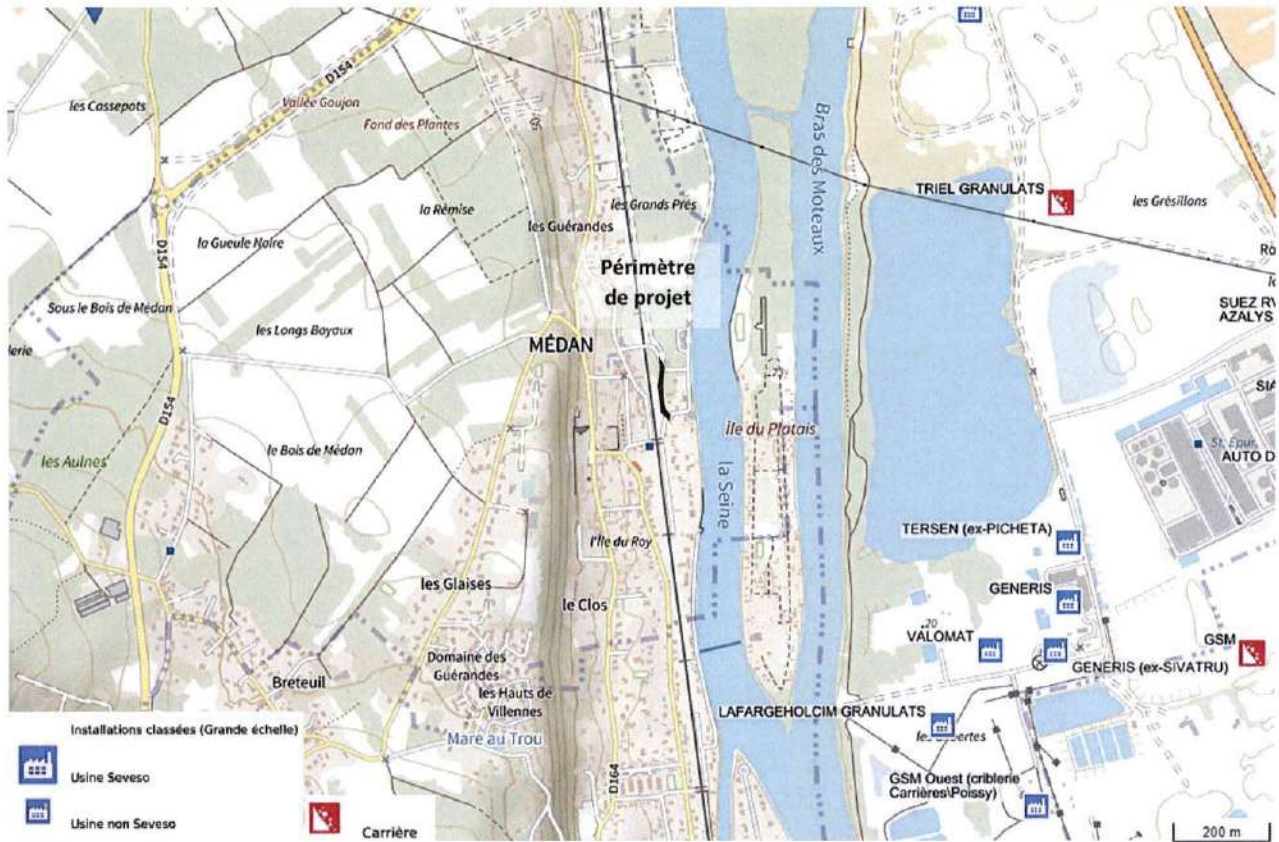 les Cassepots
D154
Vallée Goujon
Fond des Plantes
Bras des Moteaux
TRIEL GRANULATS
les Grésillons
la Rémise
les Grands Prés
les Guérandes
la Gueule Noire
D154
Périmètre
de projet
Sous le Bois de Médan
les Longs Boyaux
MÉDAN
SUEZ RV
AZALYS
D154
le Bois de Médan
Île du Platais
St. Épur.
AUTO D
les Aulnes
la Seine
TERSEN (ex-PICHETA)
l'Île du Roy
les Glaises
le Clos
GENERIS
20
VALOMAT
GSM
GENERIS (ex-SIVATRU)
Domaine des
Guérandes
Breteuil
les Hauts de
Villennes
LAFARGEHOLCIM GRANULATS
Mare au Trou
D164
GSM Ouest (criblerie
Carrières\Poissy)
Installations classées (Grande échelle)
Usine Seveso
Usine non Seveso
Carrière
200 m